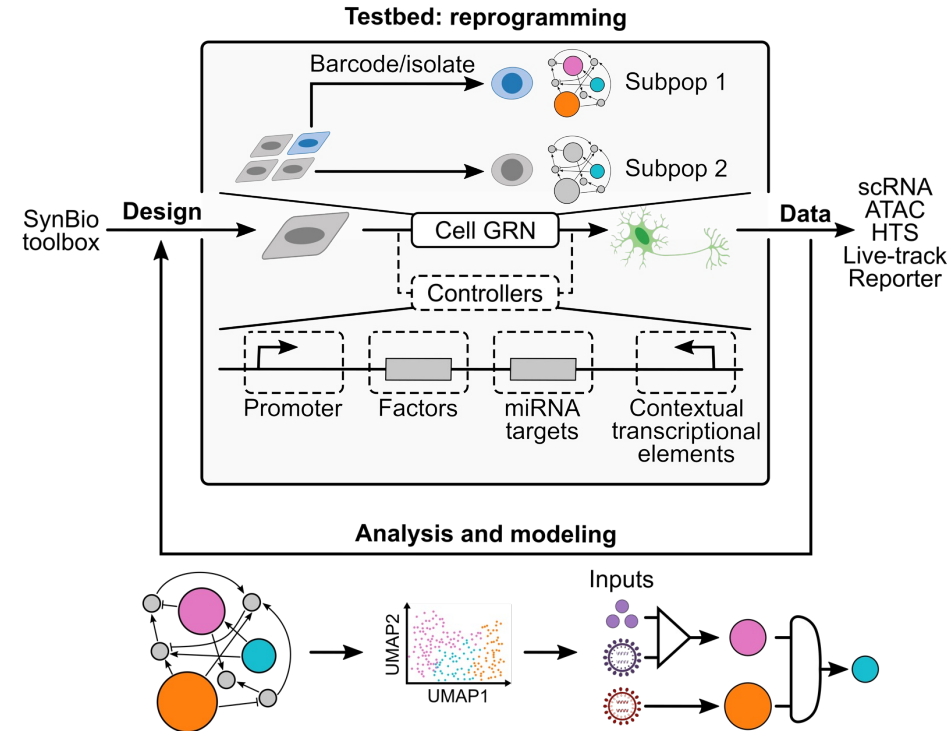 Testbed: reprogramming
Barcode/isolate
Subpop 1
Subpop 2
SynBio
toolbox
Design
Cell GRN
Data
scRNA
ATAC
HTS
Live-track
Reporter
Controllers
Promoter
Factors
miRNA
targets
Contextual
transcriptional
elements
Analysis and modeling
UMAP2
UMAP1
Inputs